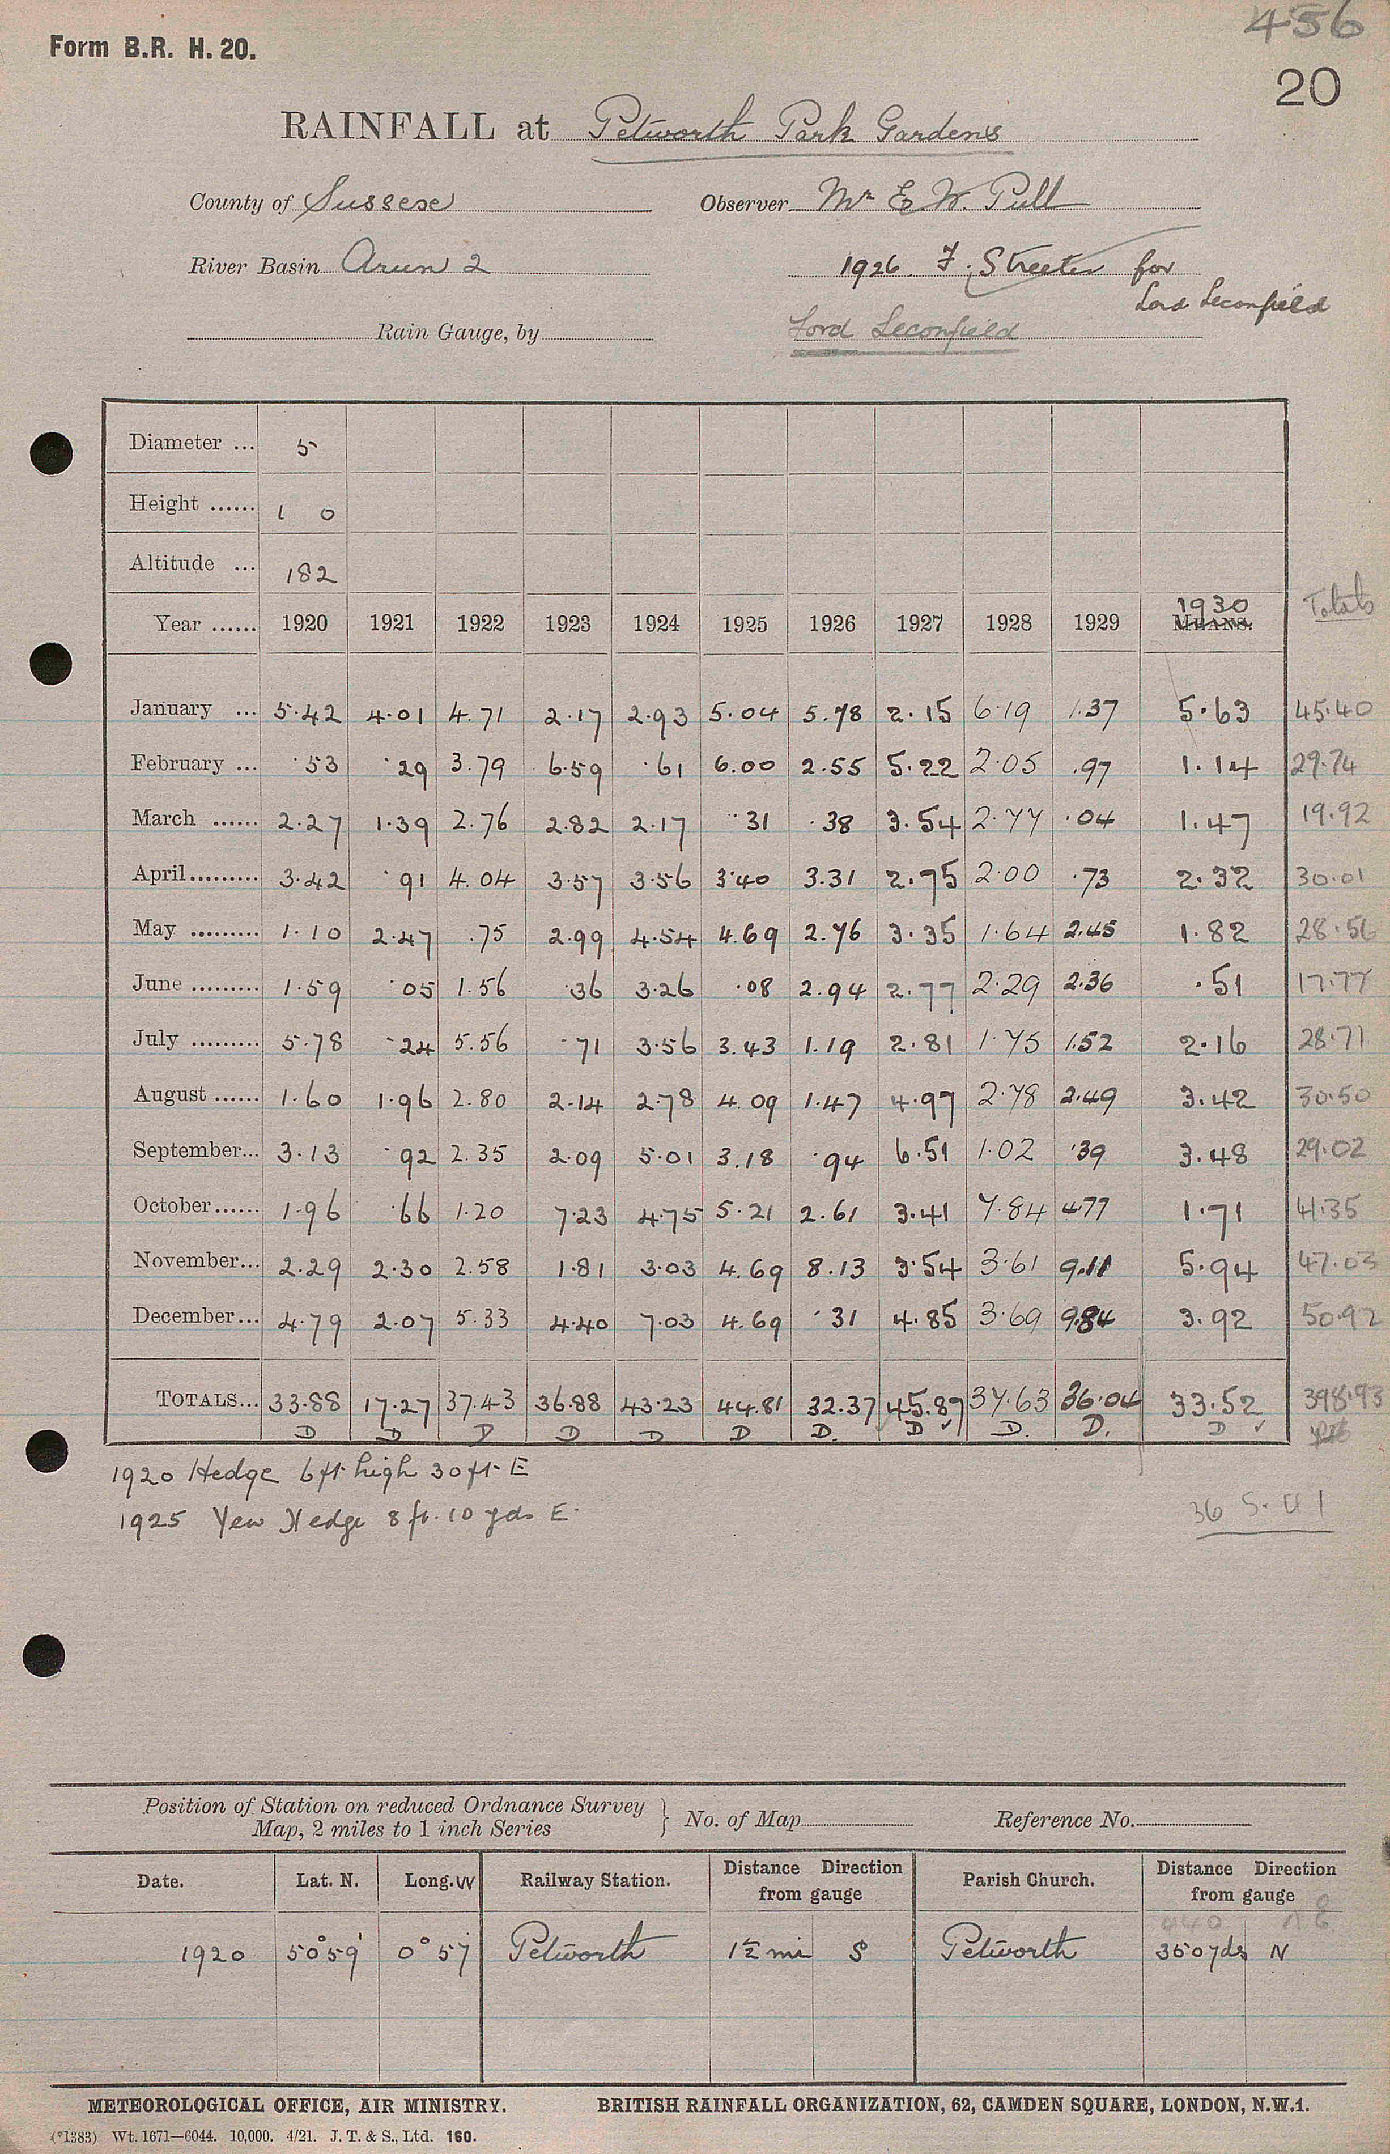 456
Form B.R. H. 20.
20
RAINFALL at Petworth Park Gardens
County of Sussex Observer Mr E W. Pull
River Basin Arun 2 1926 F. Streeter for
Lord Leconfield
Rain Gauge, by Lord Leconfield
Diameter ... 5
Height ...... 1 0
Altitude ... 182
Totals
Year ...... 1920 1921 1922 1923 1924 1925 1926 1927 1928 1929 1930 MEANS.
January ... 5.42 4.01 4.71 2.17 2.93 5.04 5.78 2.15 6.19 1.37 5.63 45.40
February ... .53 .29 3.79 6.59 .61 6.00 2.55 5.22 2.05 .97 1.14 29.74
March ...... 2.27 1.39 2.76 2.82 2.17 .31 .38 3.54 2.77 .04 1.47 19.92
April ......... 3.42 .91 4.04 3.57 3.56 3.40 3.31 2.75 2.00 .73 2.32 30.01
May ......... 1.10 2.47 .75 2.99 4.54 4.69 2.76 3.35 1.64 2.45 1.82 28.56
June ......... 1.59 .05 1.56 .36 3.26 .08 2.94 2.77 2.29 2.36 .51 17.77
July ......... 5.78 .24 5.56 .71 3.56 3.43 1.19 2.81 1.75 1.52 2.16 28.71
August ...... 1.60 1.96 2.80 2.14 2.78 4.09 1.47 4.97 2.78 2.49 3.42 30.50
September... 3.13 .92 2.35 2.09 5.01 3.18 .94 6.51 1.02 .39 3.48 29.02
October ...... 1.96 .66 1.20 7.23 4.75 5.21 2.61 3.41 7.84 4.77 1.71 41.35
November... 2.29 2.30 2.58 1.81 3.03 4.69 8.13 3.54 3.61 9.11 5.94 47.03
December... 4.79 2.07 5.33 4.40 7.03 4.69 .31 4.85 3.69 9.84 3.92 50.92
TOTALS... 33.88 17.27 37.43 36.88 43.23 44.81 32.37 45.87 37.63 36.04 33.52 398.93
D D D D D D D. D ✓ D. D. D ✓
1920 Hedge 6ft high 30 ft E
1925 Yew Hedge 8 ft. 10 yds E.
Position of Station on reduced Ordnance Survey
Map, 2 miles to 1 inch Series } No. of Map Reference No.
Date. Lat. N. Long. W Railway Station. Distance Direction from gauge Parish Church. Distance Direction from gauge
440 N E
1920 50°59' 0° 57 Petworth 1½ mi S Petworth 350 yds N
METEOROLOGICAL OFFICE, AIR MINISTRY. BRITISH RAINFALL ORGANIZATION, 62, CAMDEN SQUARE, LONDON, N.W.1.
(*1383) Wt. 1671—6044. 10,000. 4/21. J. T. & S., Ltd. 160.